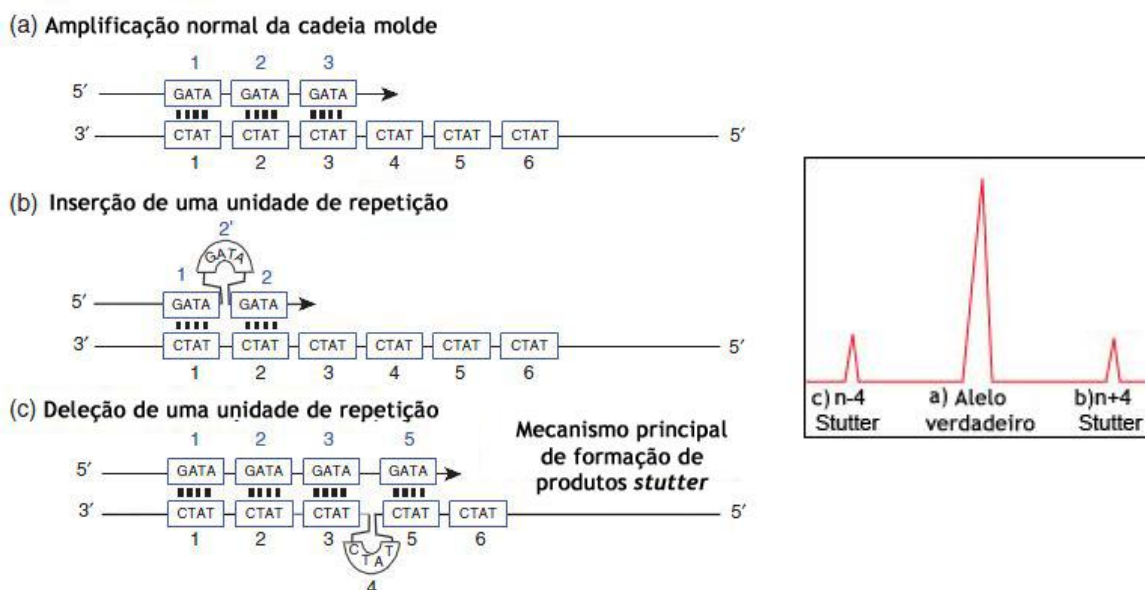 (a) Amplificação normal da cadeia molde
1 2 3
5′ GATA GATA GATA
3′ CTAT CTAT CTAT CTAT CTAT CTAT 5′
1 2 3 4 5 6
(b) Inserção de uma unidade de repetição
2'
GATA
1 2
5′ GATA GATA
3′ CTAT CTAT CTAT CTAT CTAT CTAT 5′
1 2 3 4 5 6
(c) Deleção de uma unidade de repetição
1 2 3 5
5′ GATA GATA GATA GATA
3′ CTAT CTAT CTAT CTAT CTAT 5′
1 2 3 5 6
CTAT
4
Mecanismo principal
de formação de
produtos stutter
c) n-4
Stutter
a) Alelo
verdadeiro
b)n+4
Stutter